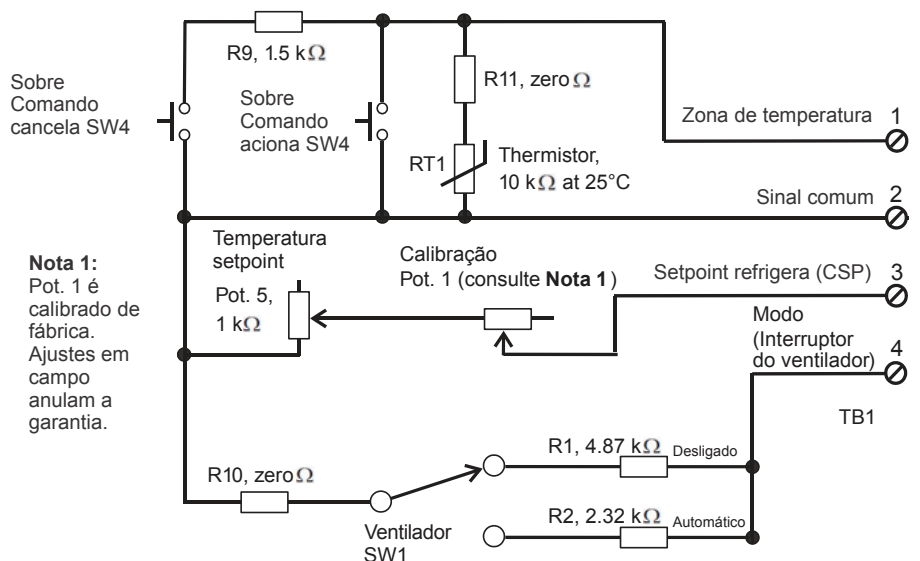 R9, 1.5 kΩ
Sobre
Comando
cancela SW4
Sobre
Comando
aciona SW4
R11, zero Ω
RT1
Thermistor,
10 kΩ at 25°C
Zona de temperatura
1
Sinal comum
2
Nota 1:
Pot. 1 é
calibrado de
fábrica.
Ajustes em
campo
anulam a
garantia.
Temperatura
setpoint
Pot. 5,
1 kΩ
Calibração
Pot. 1 (consulte Nota 1)
Setpoint refrigera (CSP)
3
Modo
(Interruptor
do ventilador)
4
TB1
R10, zero Ω
Ventilador
SW1
R1, 4.87 kΩ
Desligado
R2, 2.32 kΩ
Automático